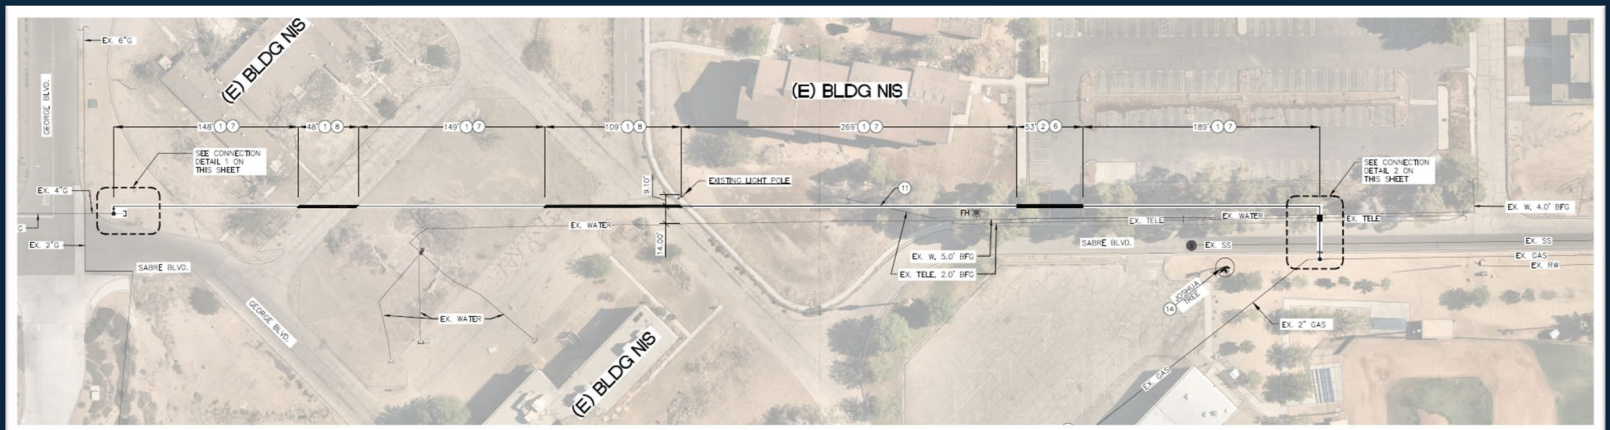 EX. 6"G
GEORGE BLVD.
(E) BLDG NIS
(E) BLDG NIS
148' 1 7
48' 1 8
149' 1 7
109' 1 8
269' 1 7
53' 2 6
189' 1 7
SEE CONNECTION
DETAIL 1 ON
THIS SHEET
SEE CONNECTION
DETAIL 2 ON
THIS SHEET
EX. 4"G
9.10'
EXISTING LIGHT POLE
11
EX. W, 4.0' BFG
FH
EX. WATER
14.00'
EX. TELE
EX. WATER
EX. TELE
G
EX. 2"G
SABRE BLVD.
EX. SS
EX. SS
EX. W, 5.0' BFG
EX. GAS
EX. RW
SABRE BLVD.
EX. TELE, 2.0' BFG
JOSHUA
TREE
14
GEORGE BLVD.
EX. WATER
EX. 2" GAS
(E) BLDG NIS
EX. GAS